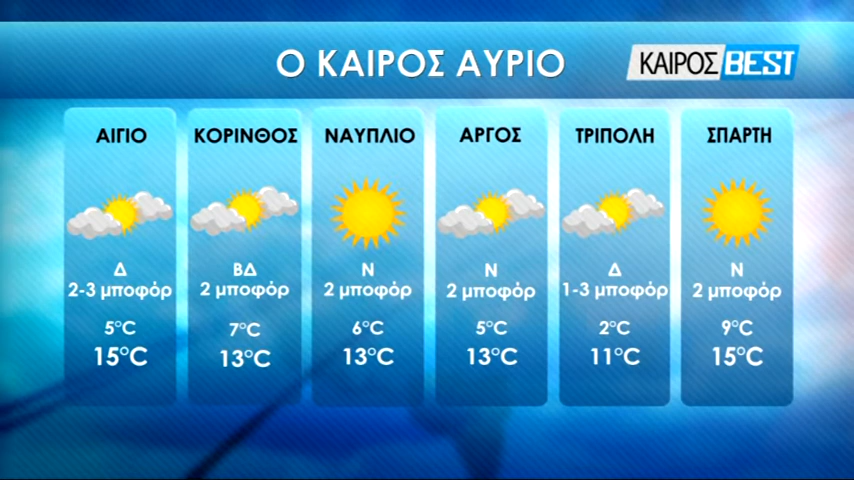 Ο ΚΑΙΡΟΣ ΑΥΡΙΟ
ΚΑΙΡΟΣ BEST
ΑΙΓΙΟ
Δ
2-3 μποφόρ
5°C
15°C
ΚΟΡΙΝΘΟΣ
ΒΔ
2 μποφόρ
7°C
13°C
ΝΑΥΠΛΙΟ
Ν
2 μποφόρ
6°C
13°C
ΑΡΓΟΣ
Ν
2 μποφόρ
5°C
13°C
ΤΡΙΠΟΛΗ
Δ
1-3 μποφόρ
2°C
11°C
ΣΠΑΡΤΗ
Ν
2 μποφόρ
9°C
15°C